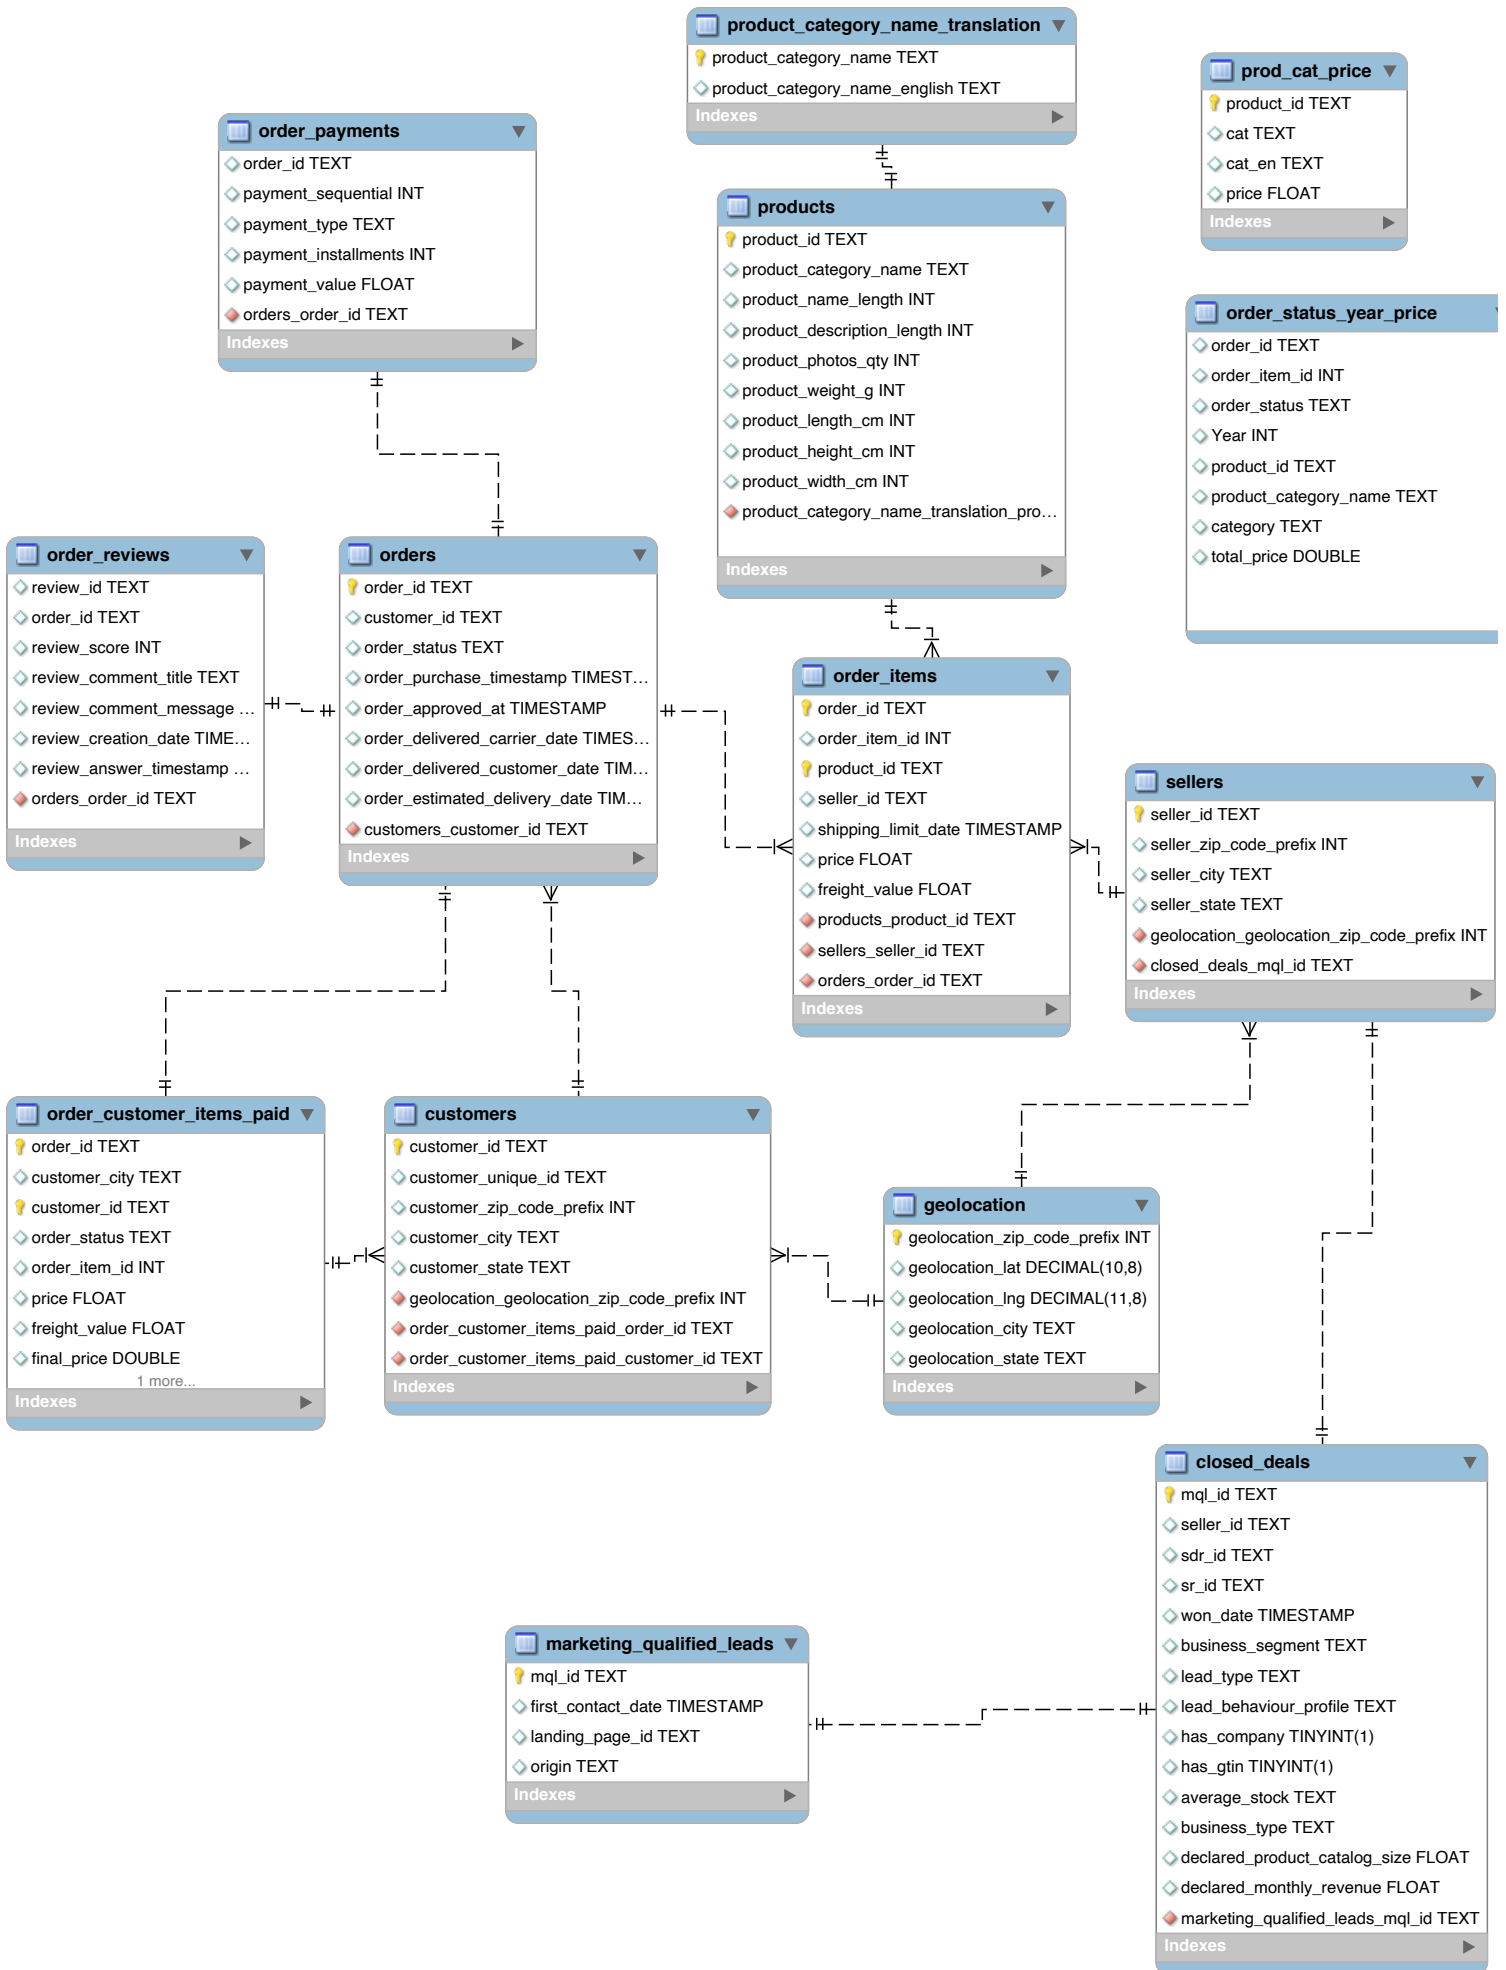 product_category_name_translation
product_category_name TEXT
product_category_name_english TEXT
Indexes
prod_cat_price
product_id TEXT
cat TEXT
cat_en TEXT
price FLOAT
Indexes
order_payments
order_id TEXT
payment_sequential INT
payment_type TEXT
payment_installments INT
payment_value FLOAT
orders_order_id TEXT
Indexes
products
product_id TEXT
product_category_name TEXT
product_name_length INT
product_description_length INT
product_photos_qty INT
product_weight_g INT
product_length_cm INT
product_height_cm INT
product_width_cm INT
product_category_name_translation_pro...
Indexes
order_status_year_price
order_id TEXT
order_item_id INT
order_status TEXT
Year INT
product_id TEXT
product_category_name TEXT
category TEXT
total_price DOUBLE
order_reviews
review_id TEXT
order_id TEXT
review_score INT
review_comment_title TEXT
review_comment_message ...
review_creation_date TIME...
review_answer_timestamp ...
orders_order_id TEXT
Indexes
orders
order_id TEXT
customer_id TEXT
order_status TEXT
order_purchase_timestamp TIMEST...
order_approved_at TIMESTAMP
order_delivered_carrier_date TIMES...
order_delivered_customer_date TIM...
order_estimated_delivery_date TIM...
customers_customer_id TEXT
Indexes
order_items
order_id TEXT
order_item_id INT
product_id TEXT
seller_id TEXT
shipping_limit_date TIMESTAMP
price FLOAT
freight_value FLOAT
products_product_id TEXT
sellers_seller_id TEXT
orders_order_id TEXT
Indexes
sellers
seller_id TEXT
seller_zip_code_prefix INT
seller_city TEXT
seller_state TEXT
geolocation_geolocation_zip_code_prefix INT
closed_deals_mql_id TEXT
Indexes
order_customer_items_paid
order_id TEXT
customer_city TEXT
customer_id TEXT
order_status TEXT
order_item_id INT
price FLOAT
freight_value FLOAT
final_price DOUBLE
1 more...
Indexes
customers
customer_id TEXT
customer_unique_id TEXT
customer_zip_code_prefix INT
customer_city TEXT
customer_state TEXT
geolocation_geolocation_zip_code_prefix INT
order_customer_items_paid_order_id TEXT
order_customer_items_paid_customer_id TEXT
Indexes
geolocation
geolocation_zip_code_prefix INT
geolocation_lat DECIMAL(10,8)
geolocation_lng DECIMAL(11,8)
geolocation_city TEXT
geolocation_state TEXT
Indexes
closed_deals
mql_id TEXT
seller_id TEXT
sdr_id TEXT
sr_id TEXT
won_date TIMESTAMP
business_segment TEXT
lead_type TEXT
lead_behaviour_profile TEXT
has_company TINYINT(1)
has_gtin TINYINT(1)
average_stock TEXT
business_type TEXT
declared_product_catalog_size FLOAT
declared_monthly_revenue FLOAT
marketing_qualified_leads_mql_id TEXT
Indexes
marketing_qualified_leads
mql_id TEXT
first_contact_date TIMESTAMP
landing_page_id TEXT
origin TEXT
Indexes